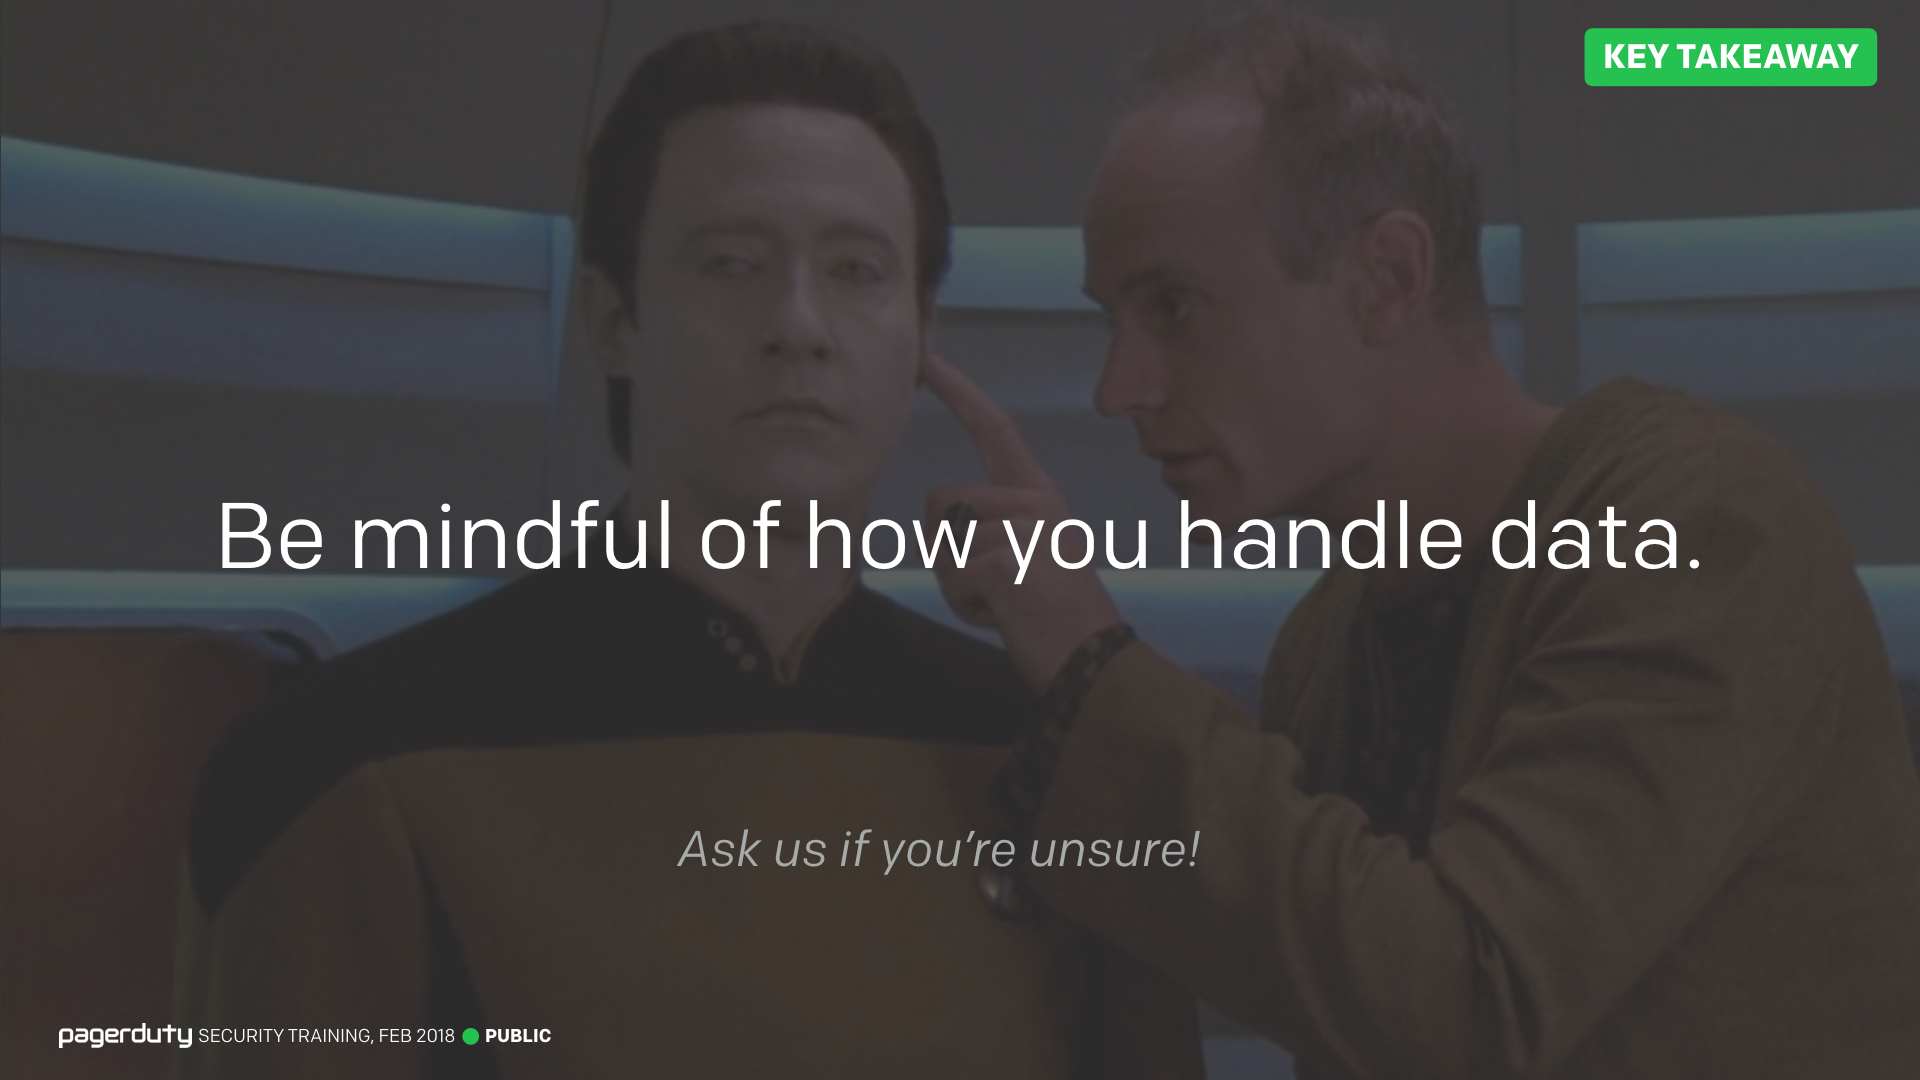 KEY TAKEAWAY
Be mindful of how you handle data.
Ask us if you’re unsure!
pagerduty SECURITY TRAINING, FEB 2018 PUBLIC